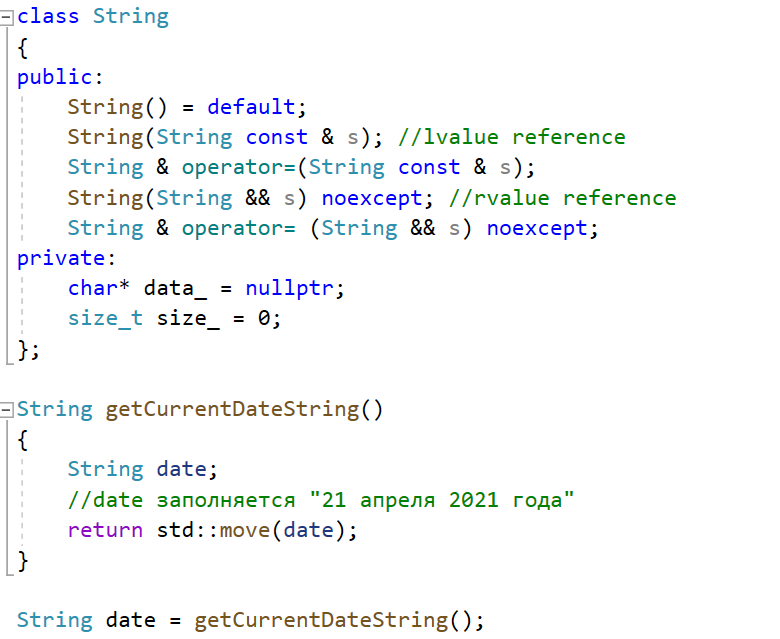 class String
{
public:
    String() = default;
    String(String const & s); //lvalue reference
    String & operator=(String const & s);
    String(String && s) noexcept; //rvalue reference
    String & operator= (String && s) noexcept;
private:
    char* data_ = nullptr;
    size_t size_ = 0;
};

String getCurrentDateString()
{
    String date;
    //date заполняется "21 апреля 2021 года"
    return std::move(date);
}

String date = getCurrentDateString();